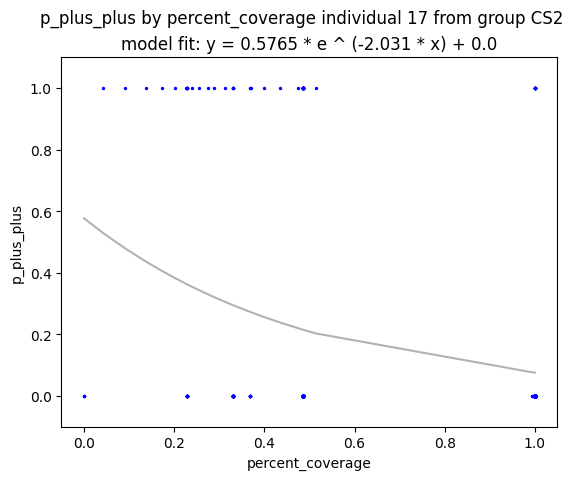 p_plus_plus by percent_coverage individual 17 from group CS2
model fit: y = 0.5765 * e ^ (-2.031 * x) + 0.0
1.0
0.8
0.6
0.4
0.2
0.0
p_plus_plus
0.0 0.2 0.4 0.6 0.8 1.0
percent_coverage